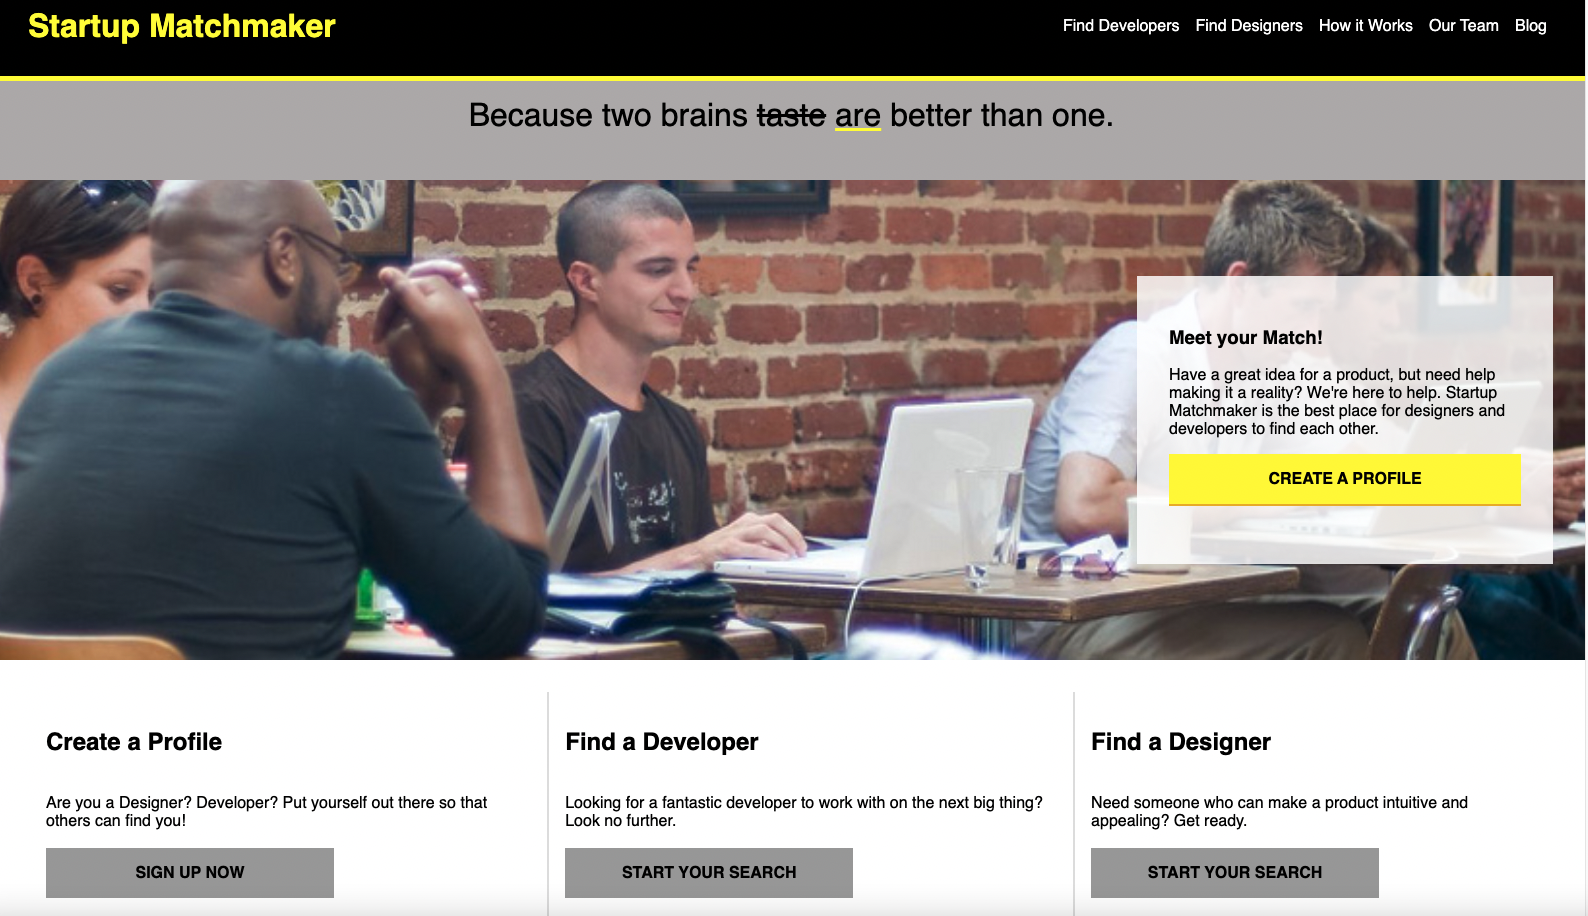 Startup Matchmaker
Find Developers Find Designers How it Works Our Team Blog
Because two brains taste are better than one.
Meet your Match!
Have a great idea for a product, but need help
making it a reality? We're here to help. Startup
Matchmaker is the best place for designers and
developers to find each other.
CREATE A PROFILE
Create a Profile
Are you a Designer? Developer? Put yourself out there so that
others can find you!
SIGN UP NOW
Find a Developer
Looking for a fantastic developer to work with on the next big thing?
Look no further.
START YOUR SEARCH
Find a Designer
Need someone who can make a product intuitive and
appealing? Get ready.
START YOUR SEARCH